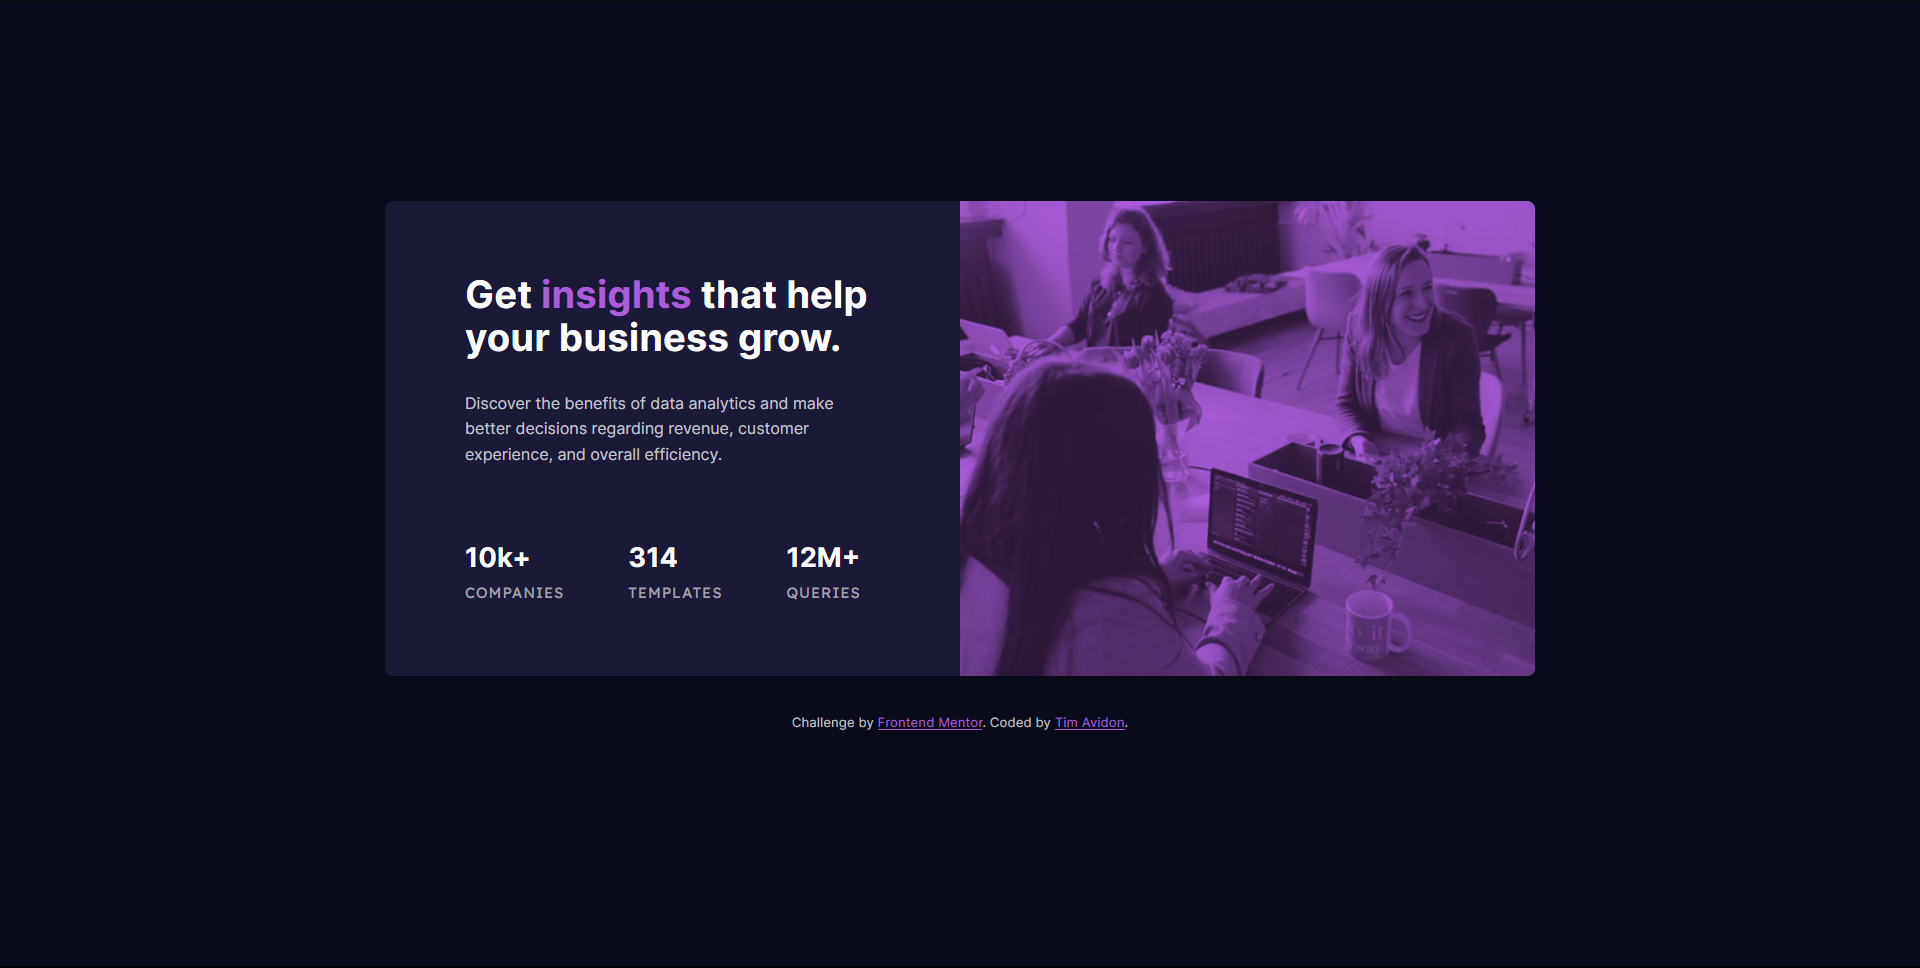 Get insights that help
your business grow.
Discover the benefits of data analytics and make
better decisions regarding revenue, customer
experience, and overall efficiency.
10k+ 314 12M+
COMPANIES TEMPLATES QUERIES
it
Challenge by Frontend Mentor. Coded by Tim Avidon.